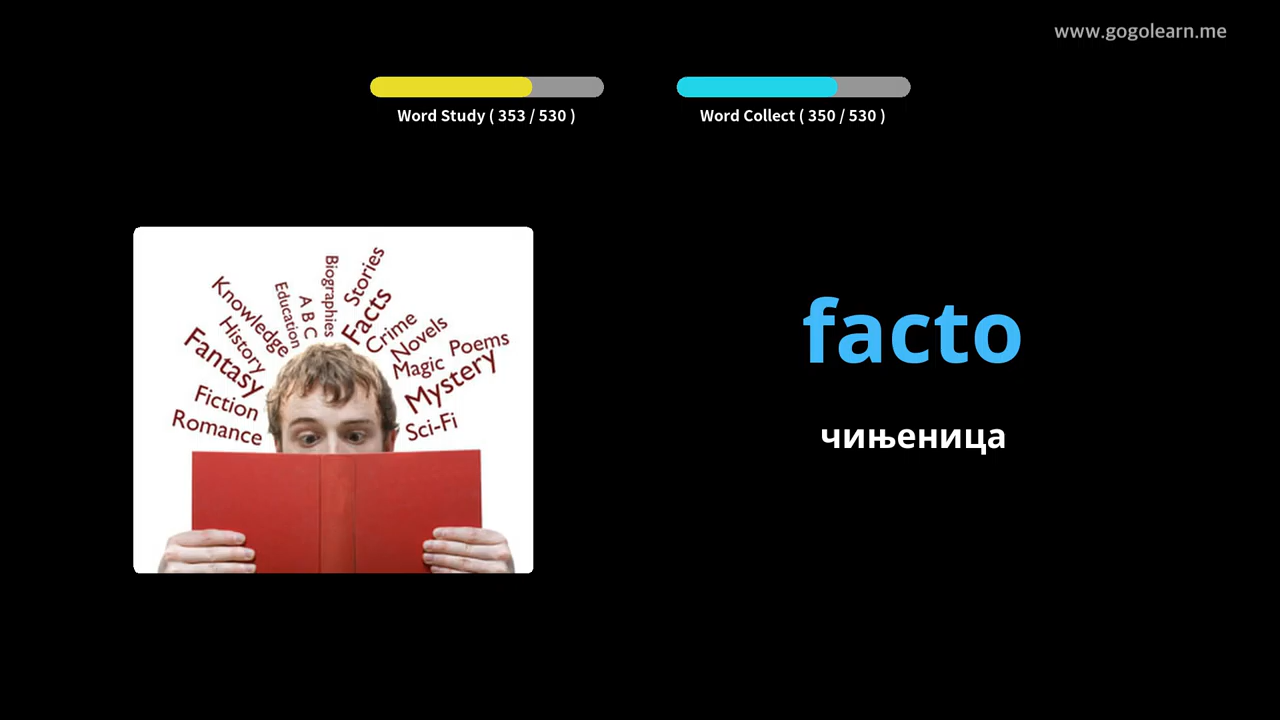 www.gogolearn.me
Word Study ( 353 / 530 )
Word Collect ( 350 / 530 )
Knowledge
History
Fantasy
Fiction
Romance
Education
A B C
Biographies
Stories
Facts
Crime
Novels
Magic
Poems
Mystery
Sci-Fi
facto
чињеница